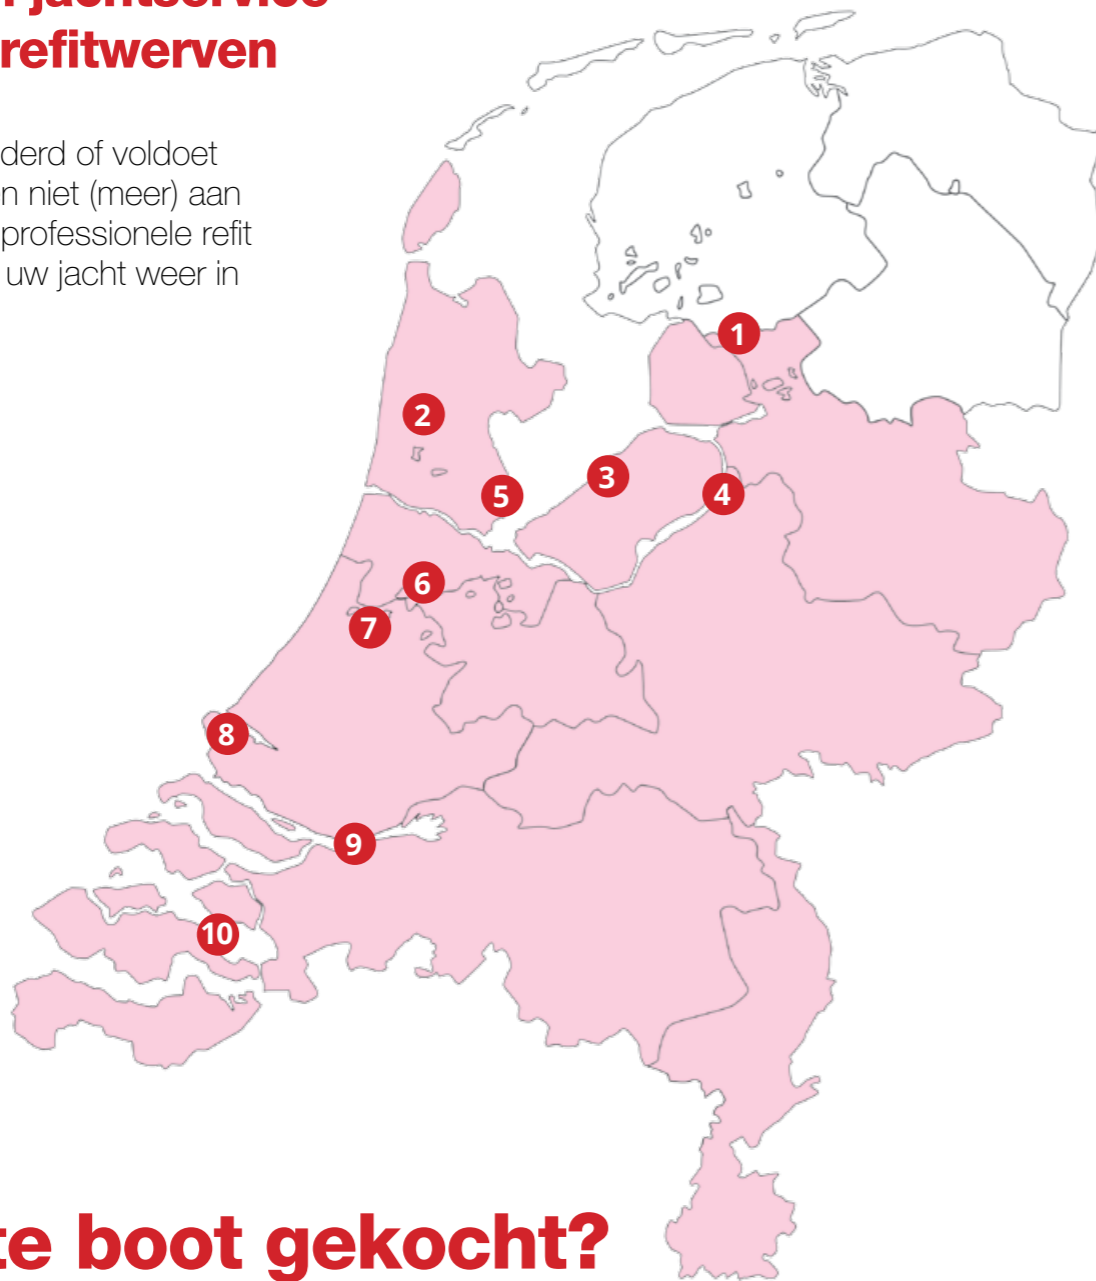 jachtservice
refitwerven
derd of voldoet
n niet (meer) aan
professionele refit
uw jacht weer in
1
2
3
4
5
6
7
8
9
10
te boot gekocht?